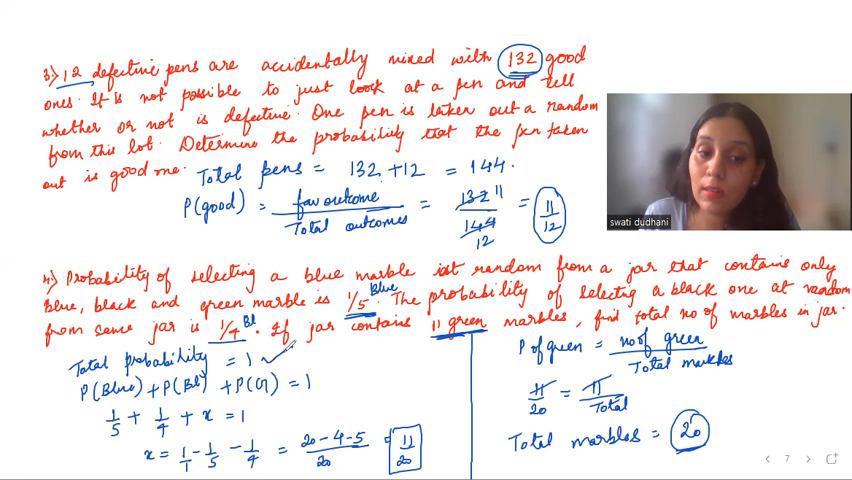 3:) 12 defective pens are accidentally mixed with 132 good
ones. It is not possible to just look at a pen and tell
whether or not is defective. One pen is taken out a random
from this lot. Determine the probability that the pen taken
out is good one.
Total pens = 132 + 12 = 144.
P(good) = fav outcome / Total outcomes = 132 11 / 144 12 = 11/12
swati dudhani
4:) Probability of selecting a blue marble at random from a jar that contains only
blue, black and green marble is 1/5 Blue. The probability of selecting a black one at random
from same jar is 1/4 Bl. If jar contains 11 green marbles, find total no of marbles in jar.
Total probability = 1 ✓
P(Blue) + P(Bl) + P(G) = 1
1/5 + 1/4 + x = 1
x = 1/1 - 1/5 - 1/4 = 20-4-5/20 = 11/20
P of green = no of green / Total marbles
11/20 = 11/Total
Total marbles = 20
< 7 >